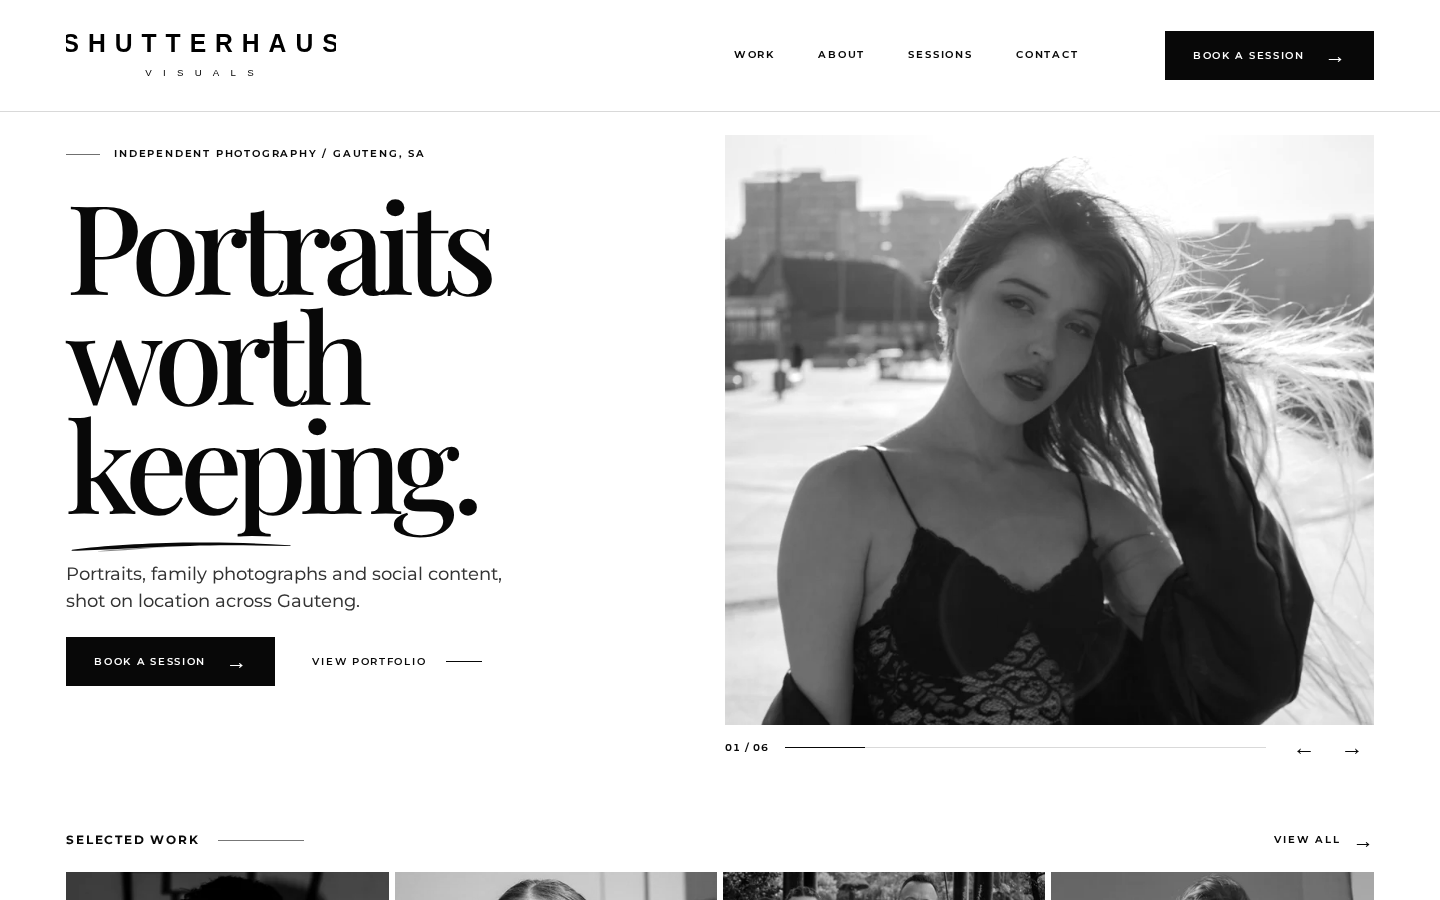 SHUTTERHAUS
VISUALS
WORK
ABOUT
SESSIONS
CONTACT
BOOK A SESSION →
INDEPENDENT PHOTOGRAPHY / GAUTENG, SA
Portraits
worth
keeping.
Portraits, family photographs and social content,
shot on location across Gauteng.
BOOK A SESSION →
VIEW PORTFOLIO
01 / 06
← →
SELECTED WORK
VIEW ALL →